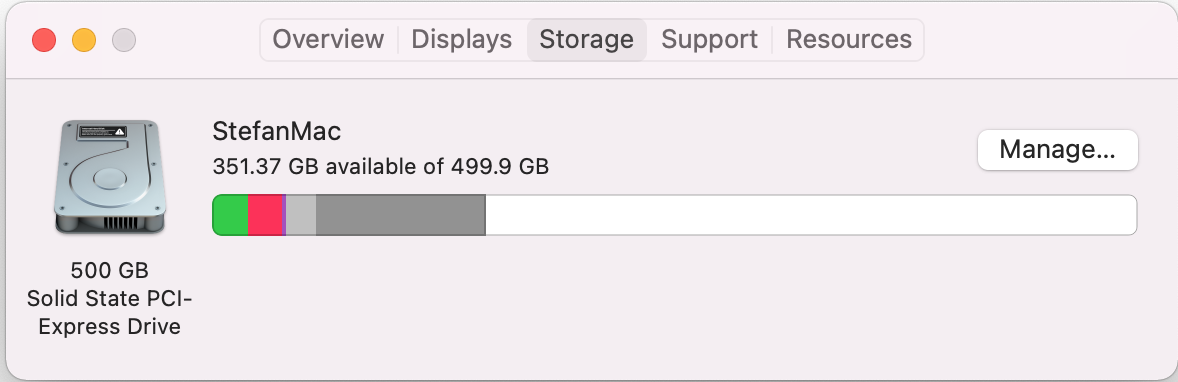 Overview Displays Storage Support Resources
StefanMac
351.37 GB available of 499.9 GB
Manage...
500 GB
Solid State PCI-
Express Drive